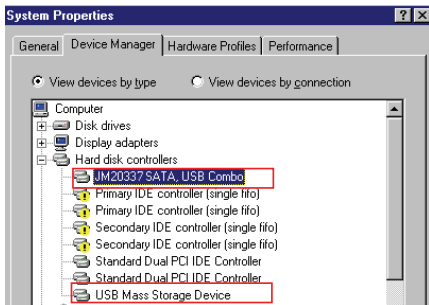 System Properties
General Device Manager Hardware Profiles Performance
View devices by type View devices by connection
Computer
Disk drives
Display adapters
Hard disk controllers
JM20337 SATA, USB Combo
Primary IDE controller (single fifo)
Primary IDE controller (single fifo)
Secondary IDE controller (single fifo)
Secondary IDE controller (single fifo)
Standard Dual PCI IDE Controller
Standard Dual PCI IDE Controller
USB Mass Storage Device